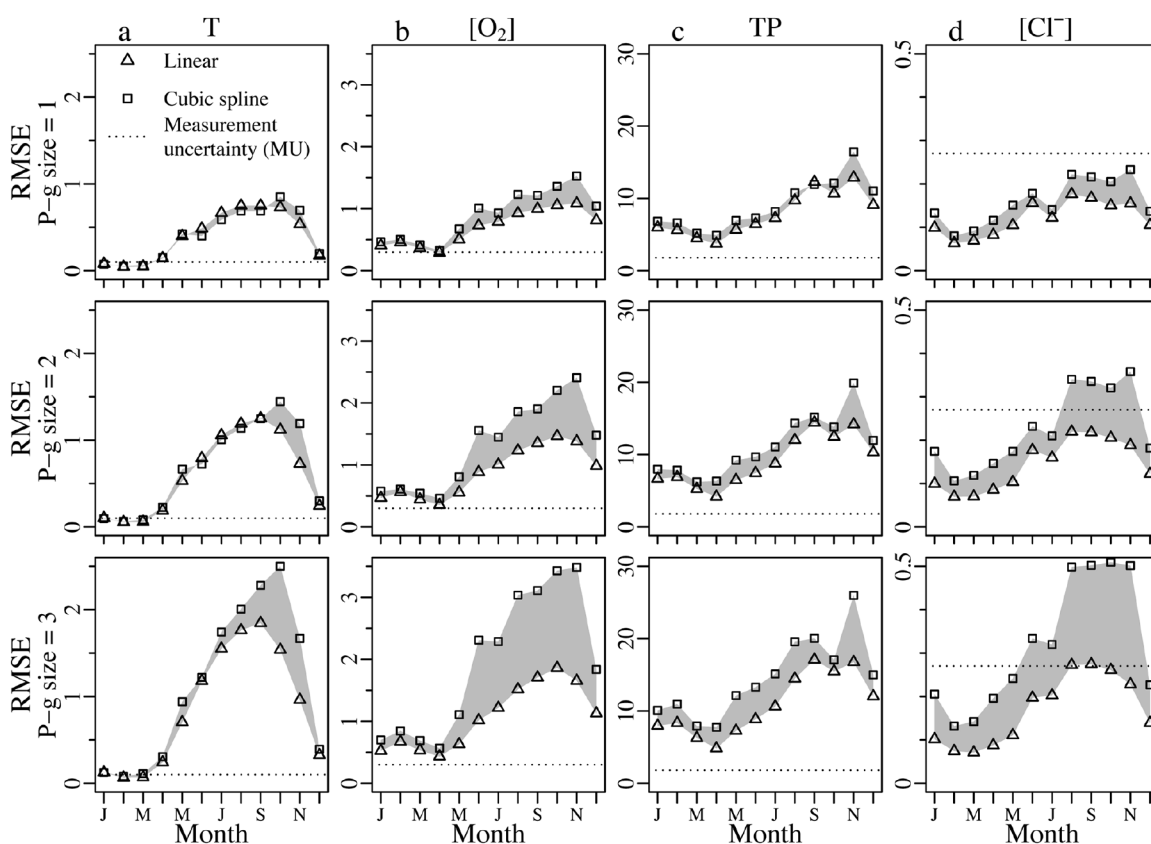 a T b [O₂] c TP d [Cl⁻]
Linear
Cubic spline
Measurement
uncertainty (MU)
RMSE
P-g size = 1
0 1 2
0 1 2 3
0 10 20 30
0 0.5
RMSE
P-g size = 2
0 1 2
0 1 2 3
0 10 20 30
0 0.5
RMSE
P-g size = 3
0 1 2
0 1 2 3
0 10 20 30
0 0.5
J M M J S N
J M M J S N
J M M J S N
J M M J S N
Month Month Month Month